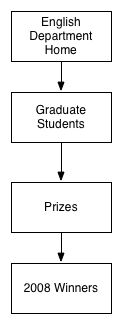 English
Department
Home
Graduate
Students
Prizes
2008 Winners